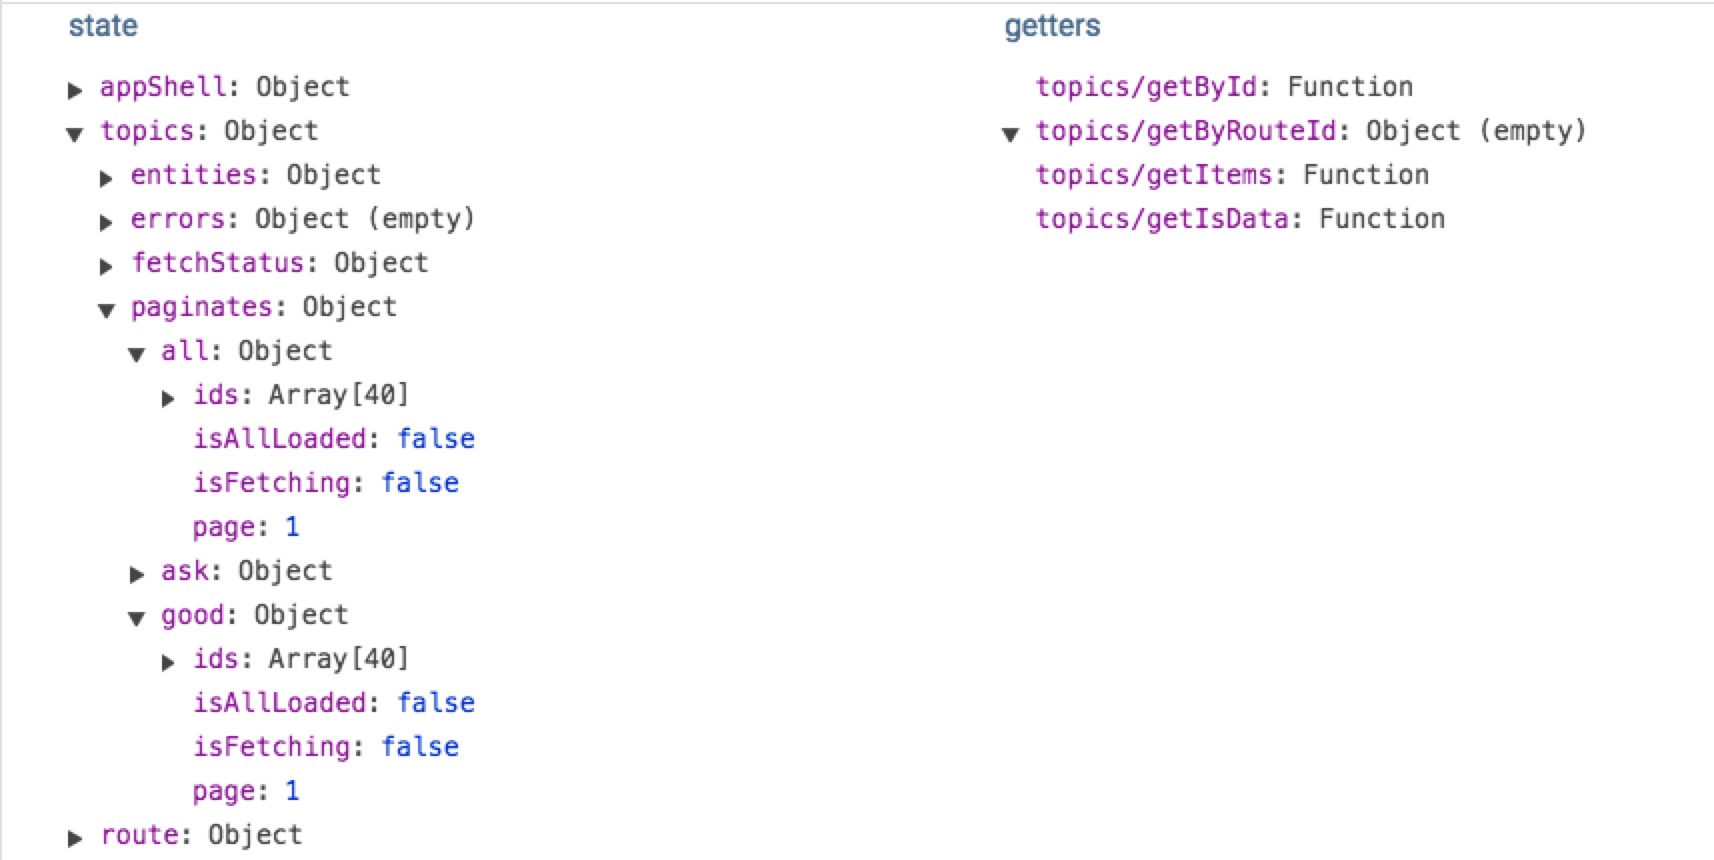 state
appShell: Object
topics: Object
entities: Object
errors: Object (empty)
fetchStatus: Object
paginates: Object
all: Object
ids: Array[40]
isAllLoaded: false
isFetching: false
page: 1
ask: Object
good: Object
ids: Array[40]
isAllLoaded: false
isFetching: false
page: 1
route: Object
getters
topics/getById: Function
topics/getByRouteId: Object (empty)
topics/getItems: Function
topics/getIsData: Function